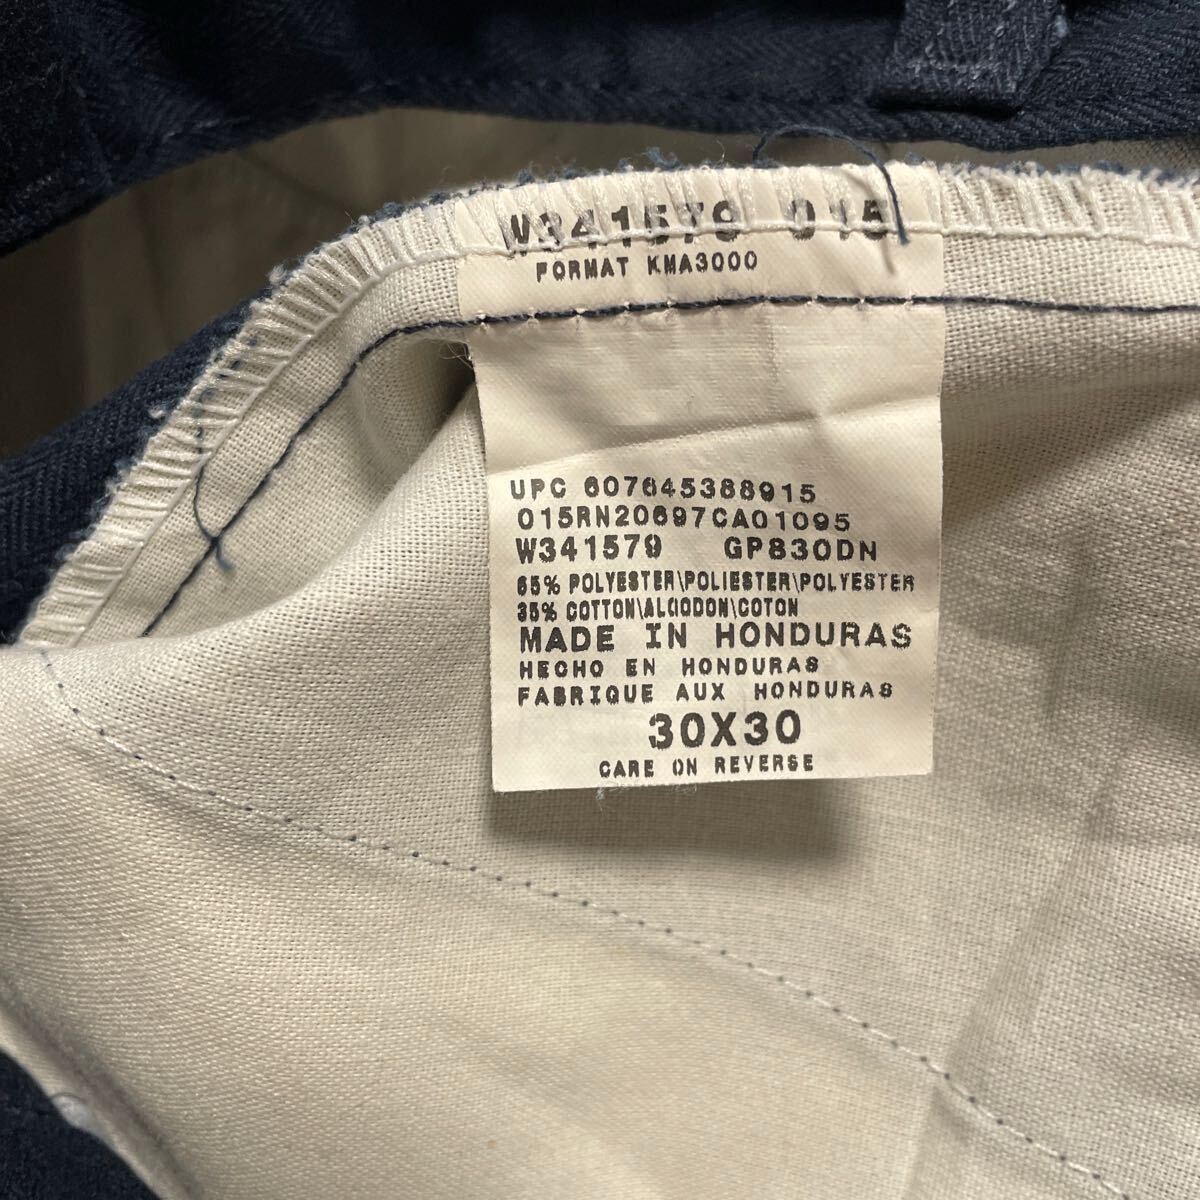 W341579 015
FORMAT KMA3000
UPC 607645388915
015RN20697CA01095
W341579 GP830DN
65% POLYESTER\POLIESTER\POLYESTER
35% COTTON\ALGODON\COTON
MADE IN HONDURAS
HECHO EN HONDURAS
FABRIQUE AUX HONDURAS
30X30
CARE ON REVERSE